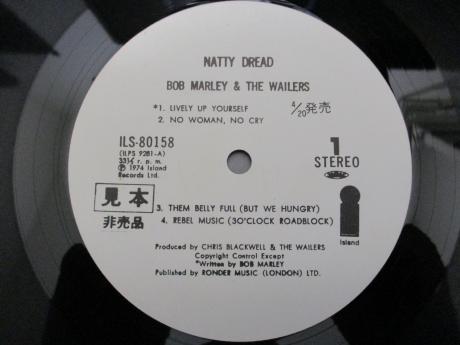 NATTY DREAD
BOB MARLEY & THE WAILERS
*1. LIVELY UP YOURSELF
4/20発売
2. NO WOMAN, NO CRY
ILS-80158
(ILPS 9281-A)
33⅓ r. p. m.
Ⓟ 1974 Island
Records Ltd.
1
STEREO
見本
非売品
3. THEM BELLY FULL (BUT WE HUNGRY)
4. REBEL MUSIC (3O'CLOCK ROADBLOCK)
Island
Produced by CHRIS BLACKWELL & THE WAILERS
Copyright Control Except
*Written by BOB MARLEY
Published by RONDER MUSIC (LONDON) LTD.